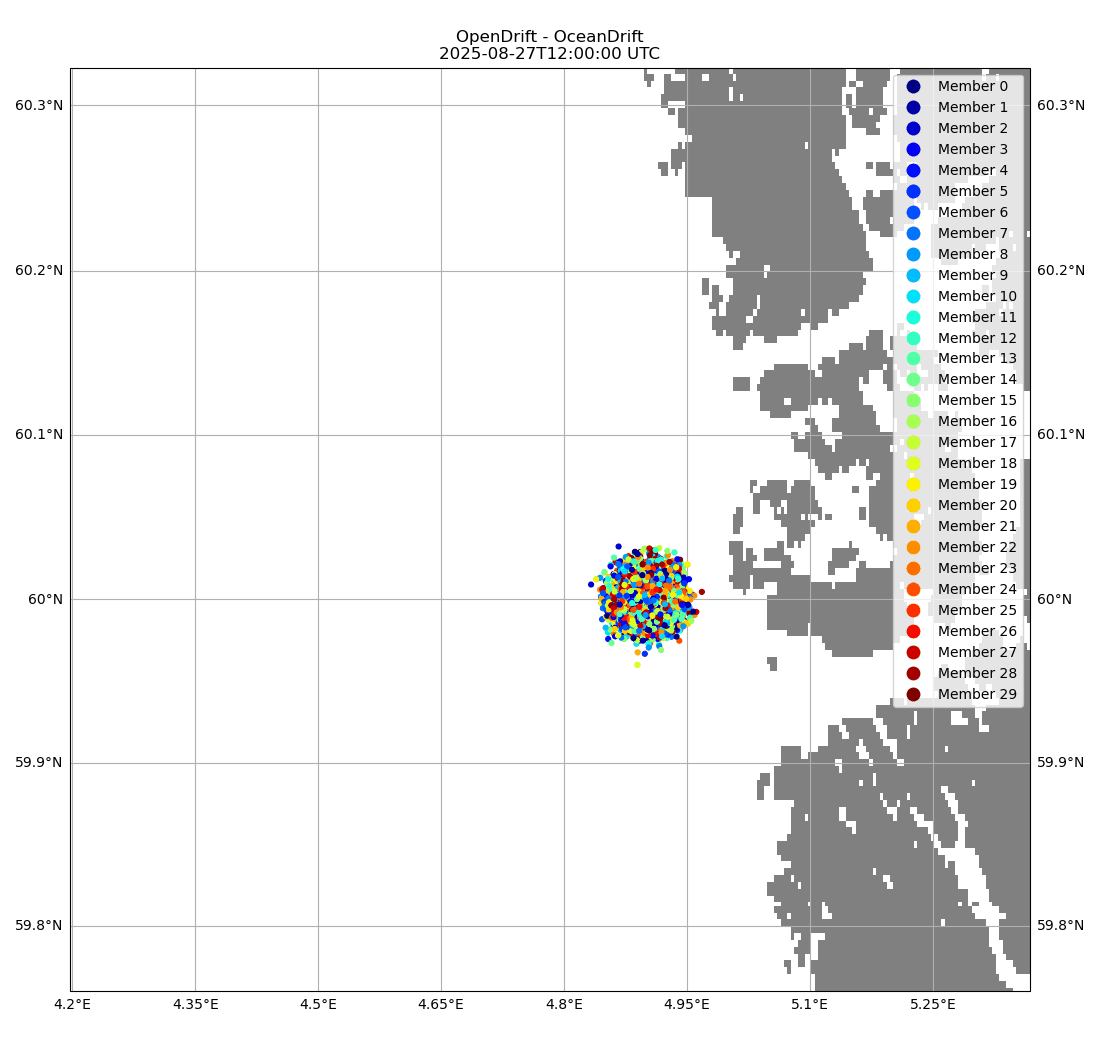 OpenDrift - OceanDrift
2025-08-27T12:00:00 UTC
60.3°N
60.2°N
60.1°N
60°N
59.9°N
59.8°N
Member 0
Member 1
Member 2
Member 3
Member 4
Member 5
Member 6
Member 7
Member 8
Member 9
Member 10
Member 11
Member 12
Member 13
Member 14
Member 15
Member 16
Member 17
Member 18
Member 19
Member 20
Member 21
Member 22
Member 23
Member 24
Member 25
Member 26
Member 27
Member 28
Member 29
60.3°N
60.2°N
60.1°N
60°N
59.9°N
59.8°N
4.2°E 4.35°E 4.5°E 4.65°E 4.8°E 4.95°E 5.1°E 5.25°E